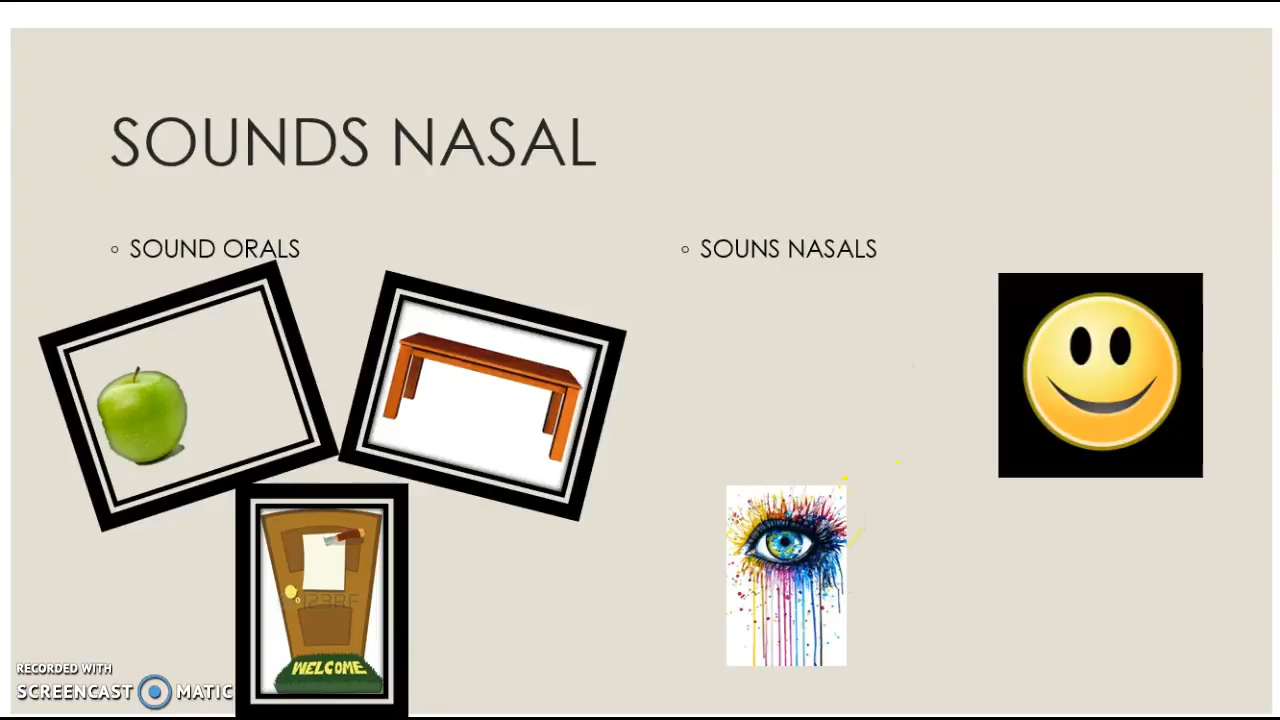 SOUNDS NASAL
◦ SOUND ORALS
◦ SOUNS NASALS
WELCOME
RECORDED WITH
SCREENCAST MATIC